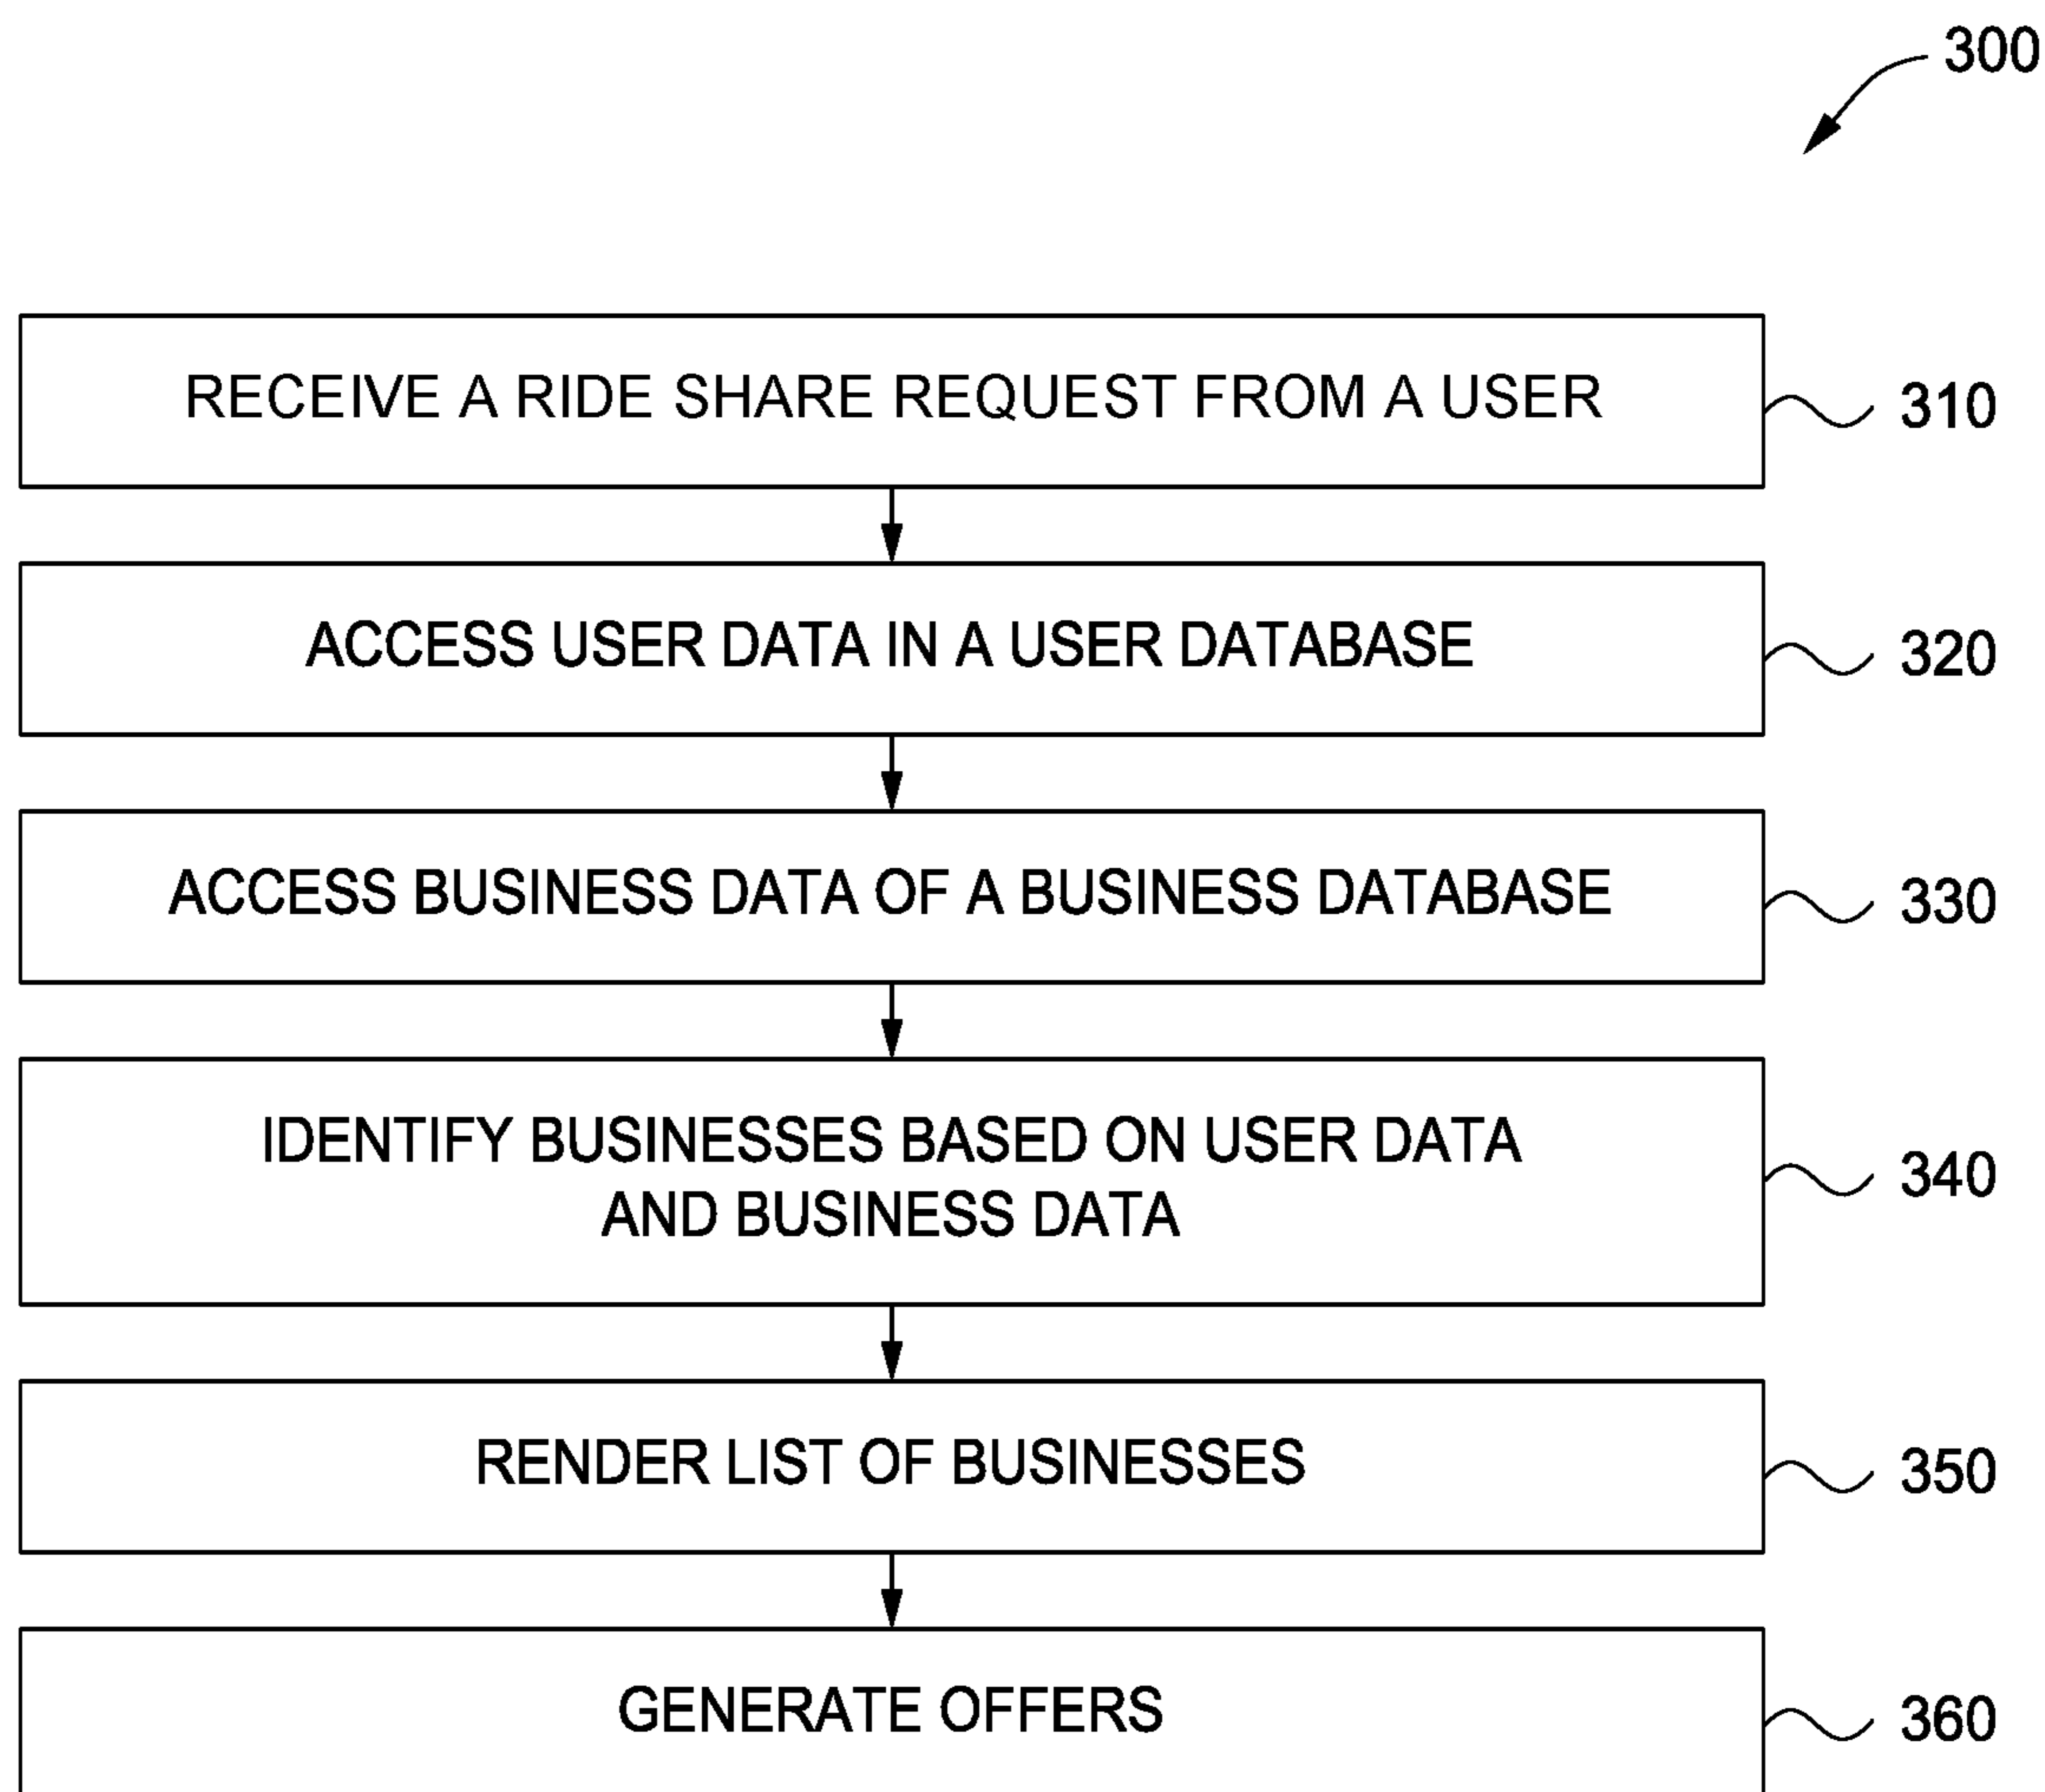 300
RECEIVE A RIDE SHARE REQUEST FROM A USER
310
ACCESS USER DATA IN A USER DATABASE
320
ACCESS BUSINESS DATA OF A BUSINESS DATABASE
330
IDENTIFY BUSINESSES BASED ON USER DATA
AND BUSINESS DATA
340
RENDER LIST OF BUSINESSES
350
GENERATE OFFERS
360